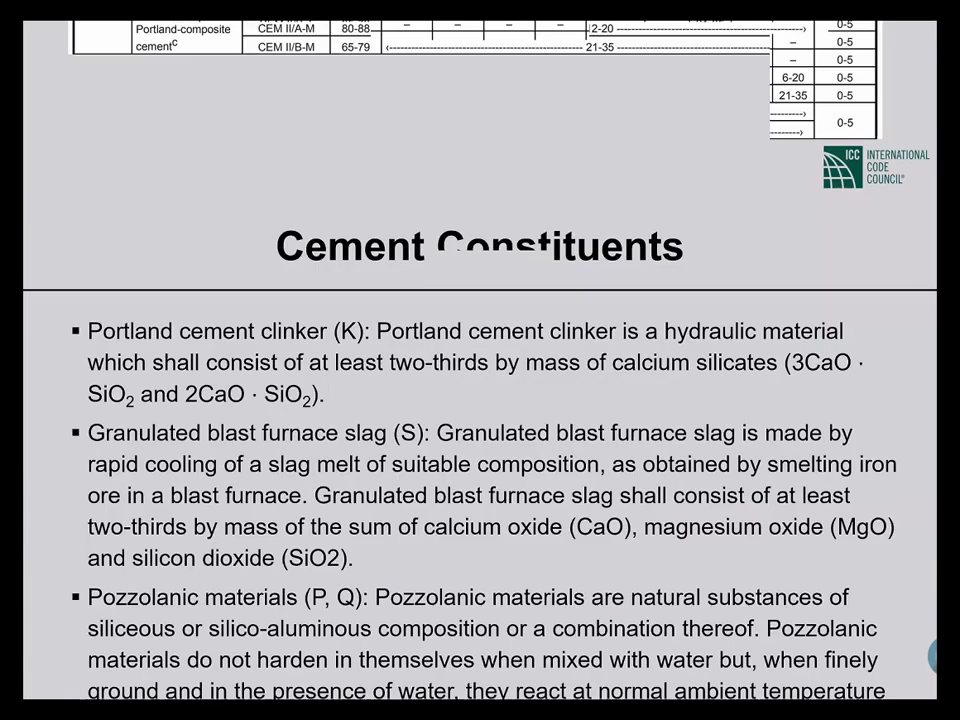 Portland-composite CEM II/A-M 80-88 – – – – 12-20 ----› 0-5
cement^c CEM II/B-M 65-79 ‹---- 21-35 ---- – 0-5
– 0-5
6-20 0-5
21-35 0-5
----› 0-5
----›
ICC INTERNATIONAL
CODE
COUNCIL®
Cement Constituents
▪ Portland cement clinker (K): Portland cement clinker is a hydraulic material
which shall consist of at least two-thirds by mass of calcium silicates (3CaO ·
SiO₂ and 2CaO · SiO₂).
▪ Granulated blast furnace slag (S): Granulated blast furnace slag is made by
rapid cooling of a slag melt of suitable composition, as obtained by smelting iron
ore in a blast furnace. Granulated blast furnace slag shall consist of at least
two-thirds by mass of the sum of calcium oxide (CaO), magnesium oxide (MgO)
and silicon dioxide (SiO2).
▪ Pozzolanic materials (P, Q): Pozzolanic materials are natural substances of
siliceous or silico-aluminous composition or a combination thereof. Pozzolanic
materials do not harden in themselves when mixed with water but, when finely
ground and in the presence of water, they react at normal ambient temperature